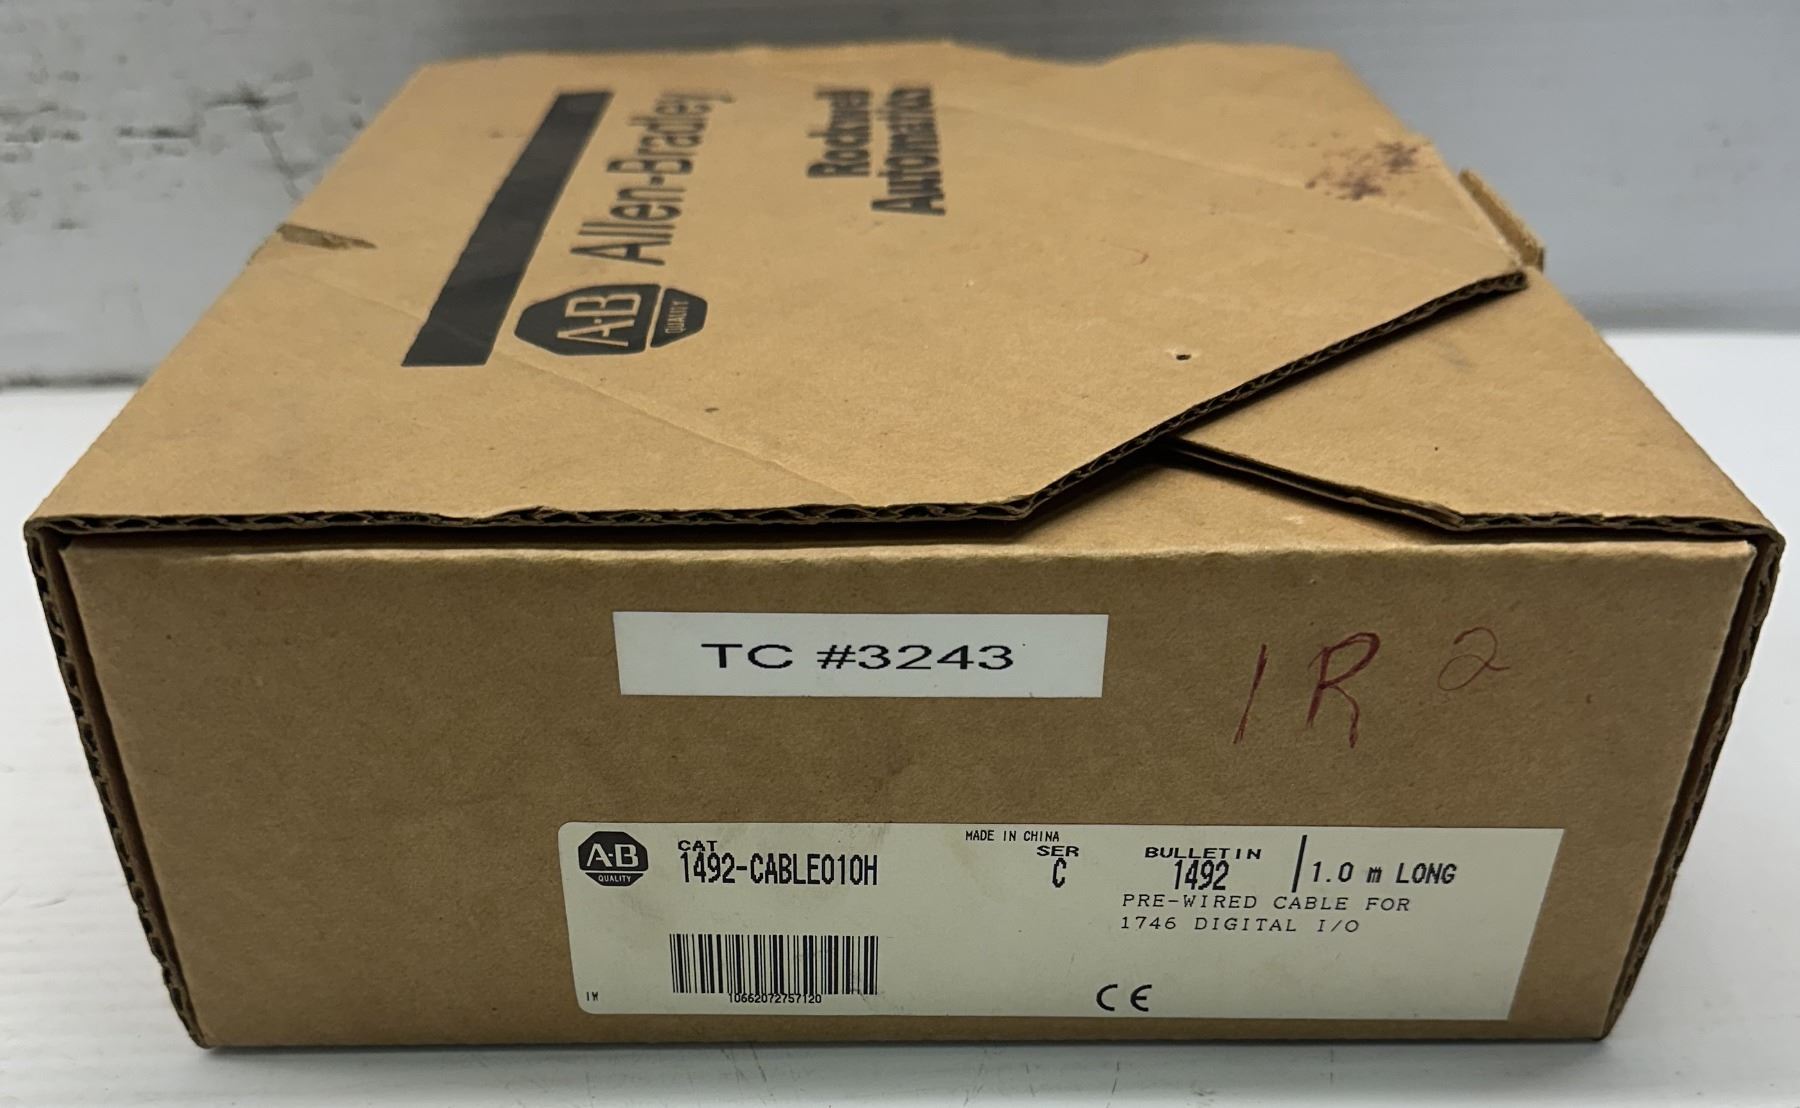 Allen-Bradley
A-B
QUALITY
Rockwell
Automation
TC #3243
1R 2
A-B
QUALITY
CAT
1492-CABLE010H
MADE IN CHINA
SER
C
BULLETIN
1492
1.0 m LONG
PRE-WIRED CABLE FOR
1746 DIGITAL I/O
10662072757120
1M
CE